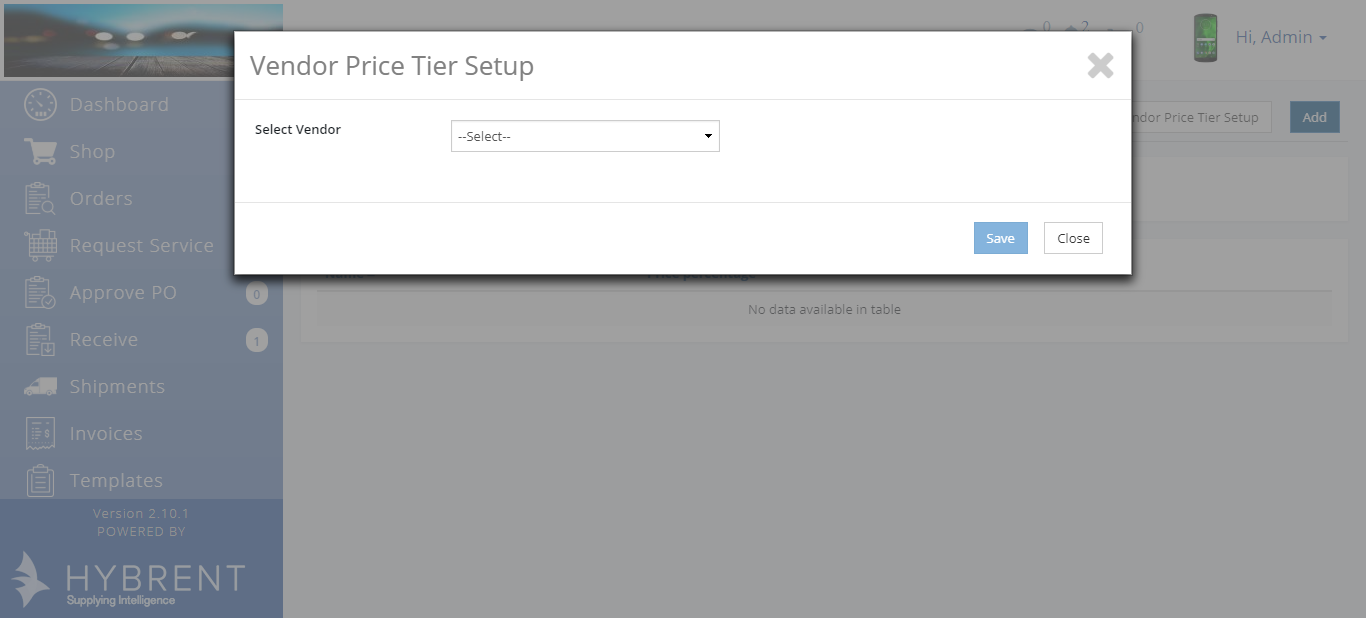 0 2 0
Hi, Admin
Vendor Price Tier Setup
Select Vendor
--Select--
Save
Close
ndor Price Tier Setup
Add
No data available in table
Dashboard
Shop
Orders
Request Service
Approve PO 0
Receive 1
Shipments
Invoices
Templates
Version 2.10.1
POWERED BY
HYBRENT
Supplying Intelligence